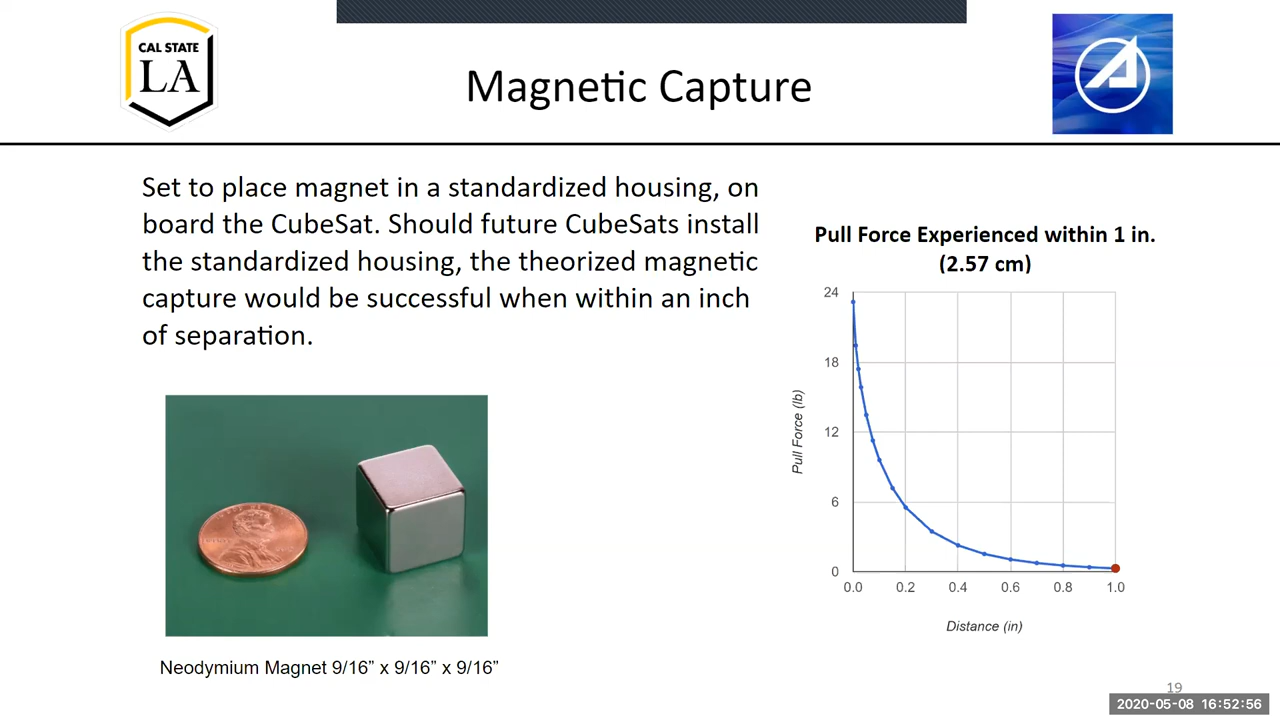 CAL STATE
LA
Magnetic Capture
Set to place magnet in a standardized housing, on
board the CubeSat. Should future CubeSats install
the standardized housing, the theorized magnetic
capture would be successful when within an inch
of separation.
Pull Force Experienced within 1 in.
(2.57 cm)
24
18
12
6
0
Pull Force (lb)
0.0 0.2 0.4 0.6 0.8 1.0
Distance (in)
Neodymium Magnet 9/16” x 9/16” x 9/16”
19
2020-05-08 16:52:56